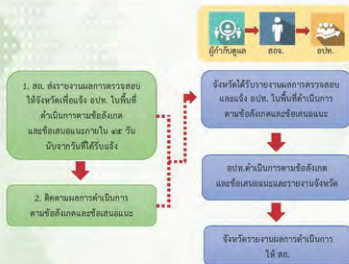 ผู้กำกับดูแล สถจ. อปท.
1. สถ. ส่งรายงานผลการตรวจสอบ
ให้จังหวัดเพื่อแจ้ง อปท. ในพื้นที่
ดำเนินการตามข้อสังเกต
และข้อเสนอแนะภายใน ๔๕ วัน
นับจากวันที่ได้รับแจ้ง
2. ติดตามผลการดำเนินการ
ตามข้อสังเกตและข้อเสนอแนะ
จังหวัดได้รับรายงานผลการตรวจสอบ
และแจ้ง อปท. ในพื้นที่ดำเนินการ
ตามข้อสังเกตและข้อเสนอแนะ
อปท.ดำเนินการตามข้อสังเกต
และข้อเสนอแนะและรายงานจังหวัด
จังหวัดรายงานผลการดำเนินการ
ให้ สถ.